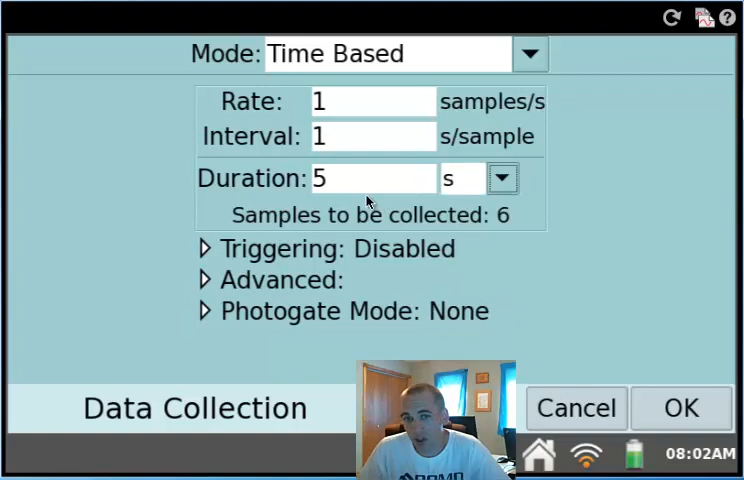 Mode: Time Based
Rate: 1 samples/s
Interval: 1 s/sample
Duration: 5 s
Samples to be collected: 6
Triggering: Disabled
Advanced:
Photogate Mode: None
Data Collection Cancel OK
08:02AM